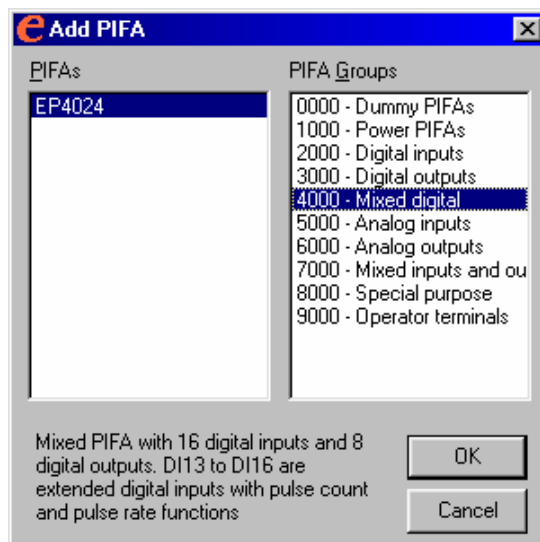 Add PIFA
PIFAs
EP4024
PIFA Groups
0000 - Dummy PIFAs
1000 - Power PIFAs
2000 - Digital inputs
3000 - Digital outputs
4000 - Mixed digital
5000 - Analog inputs
6000 - Analog outputs
7000 - Mixed inputs and ou
8000 - Special purpose
9000 - Operator terminals
Mixed PIFA with 16 digital inputs and 8
digital outputs. DI13 to DI16 are
extended digital inputs with pulse count
and pulse rate functions
OK
Cancel